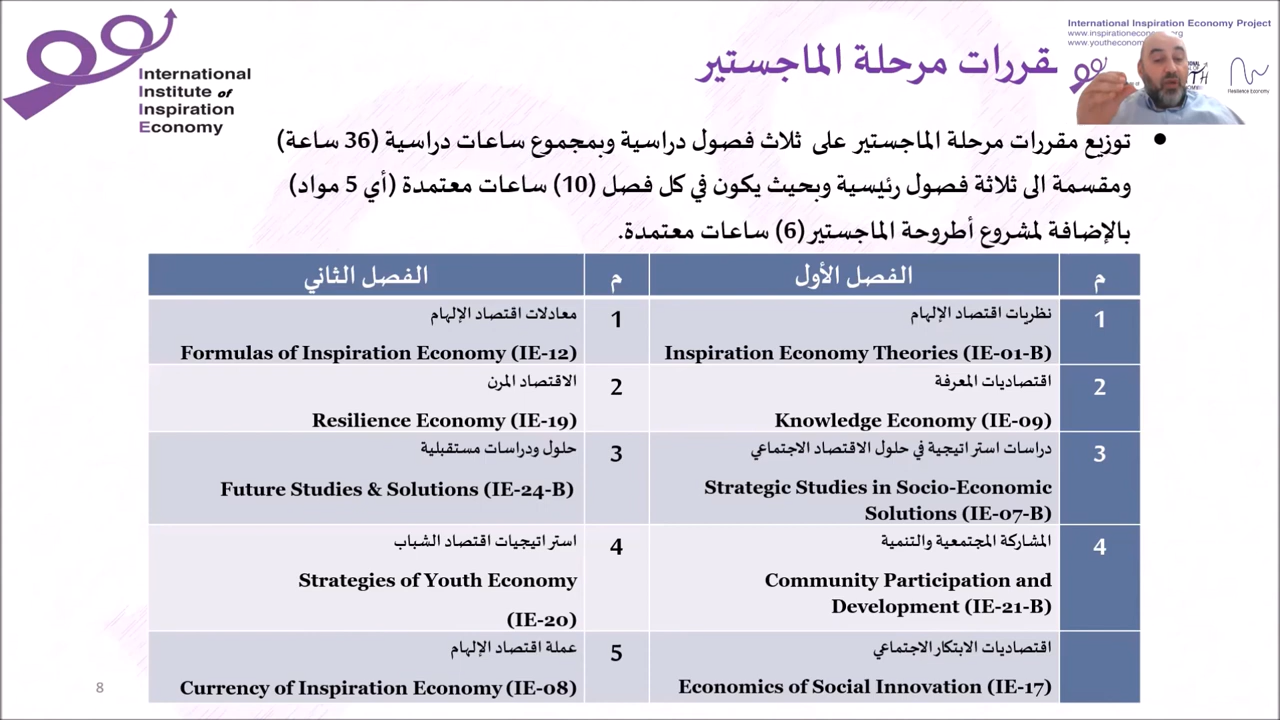 International
Institute of
Inspiration
Economy
International Inspiration Economy Project
مقررات مرحلة الماجستير
توزيع مقررات مرحلة الماجستير على ثلاث فصول دراسية وبمجموع ساعات دراسية (36 ساعة)
ومقسمة الى ثلاثة فصول رئيسية وبحيث يكون في كل فصل (10) ساعات معتمدة (أي 5 مواد)
بالإضافة لمشروع أطروحة الماجستير (6) ساعات معتمدة.
م الفصل الأول م الفصل الثاني
1 نظريات اقتصاد الإلهام 1 معادلات اقتصاد الإلهام
Inspiration Economy Theories (IE-01-B) Formulas of Inspiration Economy (IE-12)
2 اقتصاديات المعرفة 2 الاقتصاد المرن
Knowledge Economy (IE-09) Resilience Economy (IE-19)
3 دراسات استراتيجية في حلول الاقتصاد الاجتماعي 3 حلول ودراسات مستقبلية
Strategic Studies in Socio-Economic Future Studies & Solutions (IE-24-B)
Solutions (IE-07-B)
4 المشاركة المجتمعية والتنمية 4 استراتيجيات اقتصاد الشباب
Community Participation and Strategies of Youth Economy
Development (IE-21-B) (IE-20)
اقتصاديات الابتكار الاجتماعي 5 عملة اقتصاد الإلهام
Economics of Social Innovation (IE-17) Currency of Inspiration Economy (IE-08)
Resilience Economy
8